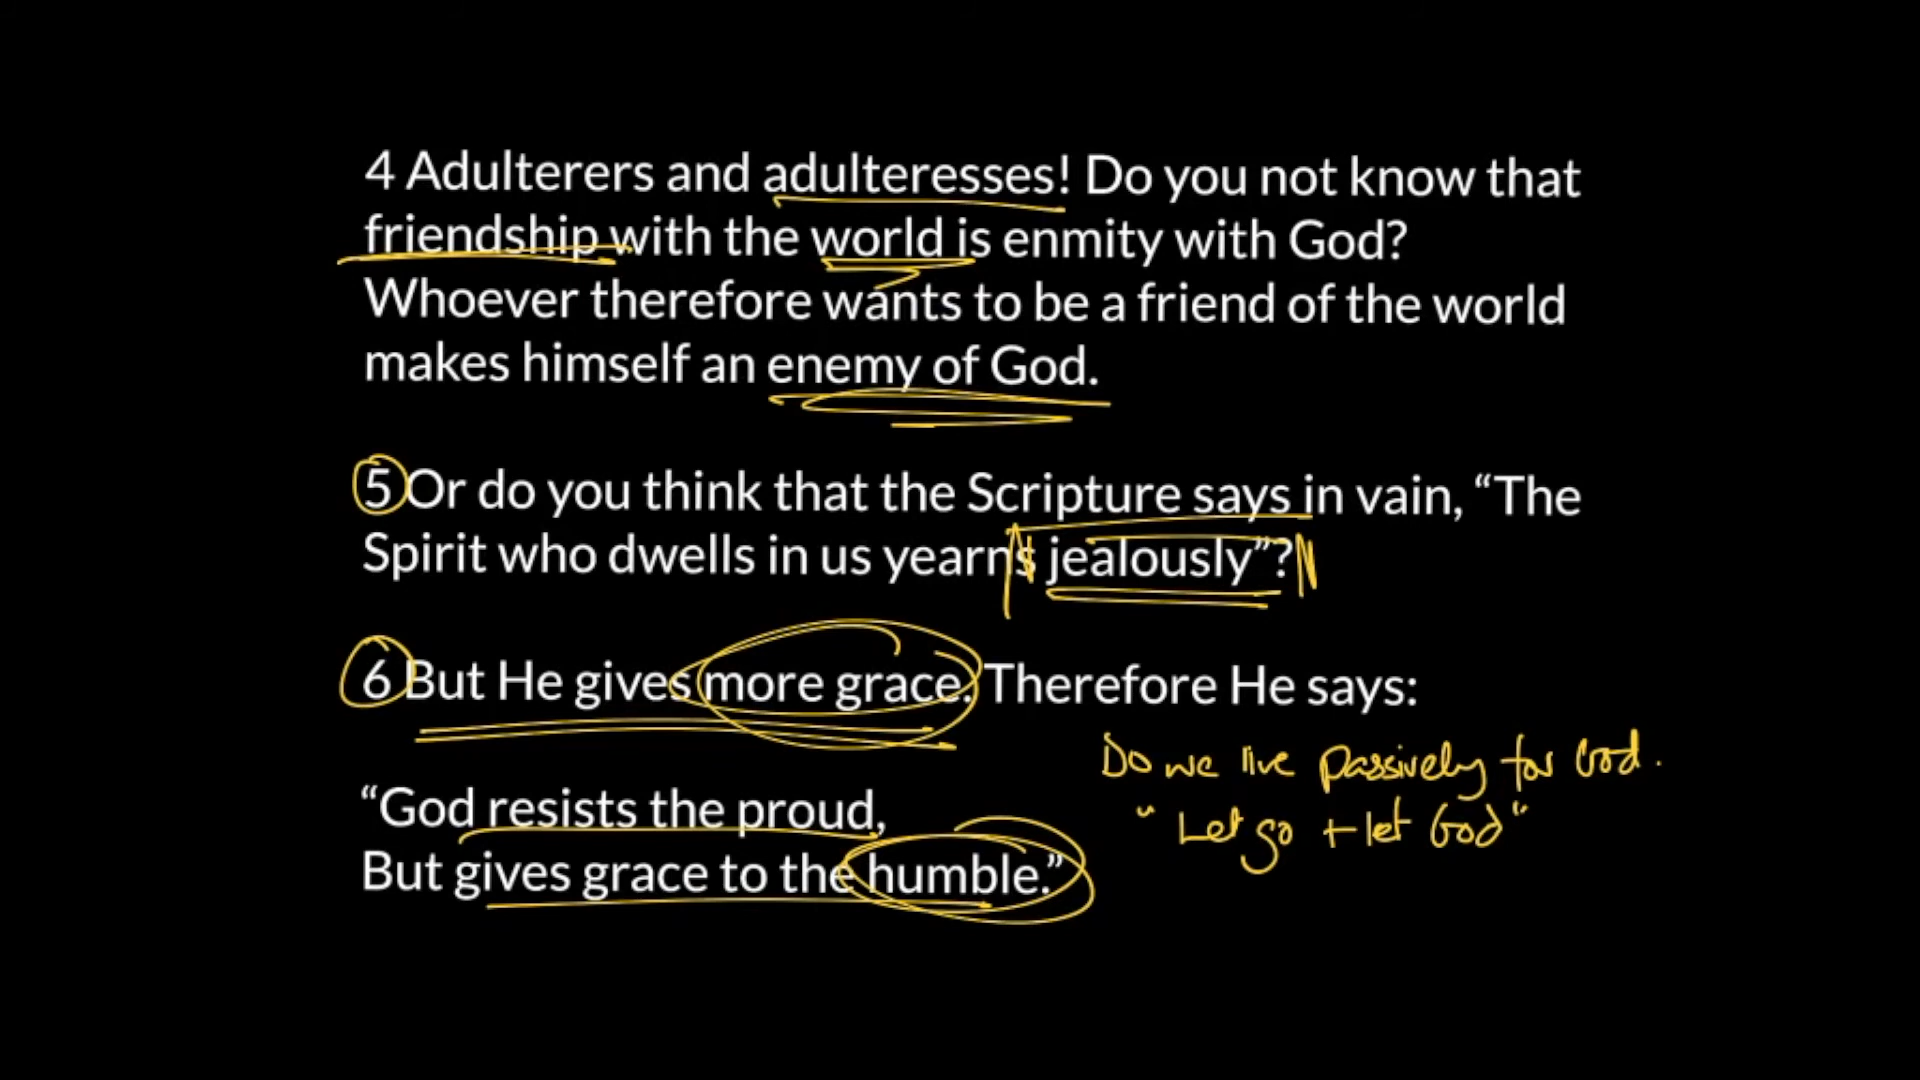 4 Adulterers and adulteresses! Do you not know that
friendship with the world is enmity with God?
Whoever therefore wants to be a friend of the world
makes himself an enemy of God.
5 Or do you think that the Scripture says in vain, “The
Spirit who dwells in us yearns jealously”?
6 But He gives more grace. Therefore He says:
Do we live passively for God.
“Let go + let God”
“God resists the proud,
But gives grace to the humble.”